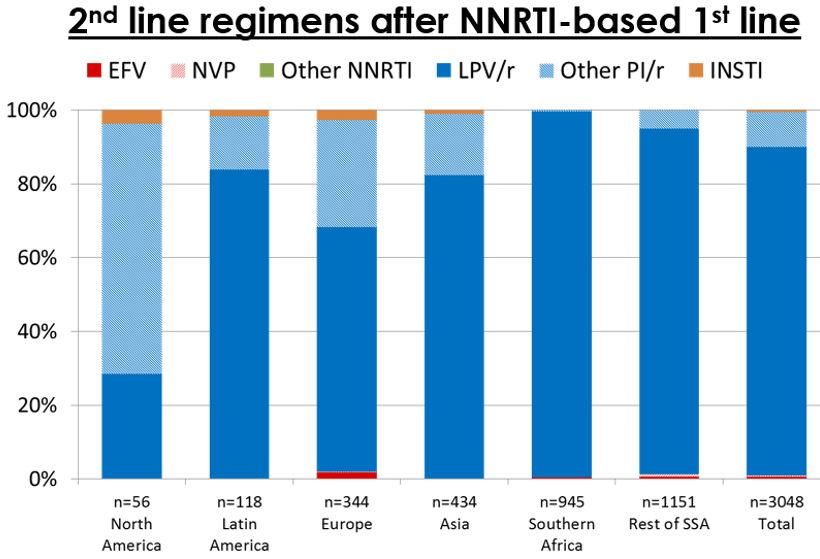 2nd line regimens after NNRTI-based 1st line
EFV NVP Other NNRTI LPV/r Other PI/r INSTI
100%
80%
60%
40%
20%
0%
n=56 n=118 n=344 n=434 n=945 n=1151 n=3048
North Latin Europe Asia Southern Rest of SSA Total
America America Africa